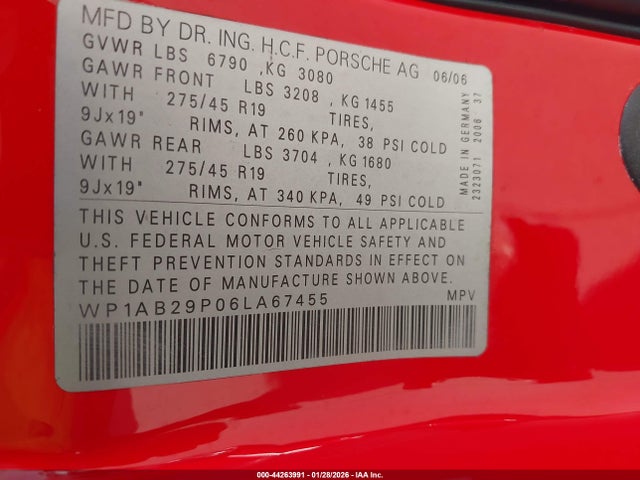 MFD BY DR. ING. H.C.F. PORSCHE AG 06/06
GVWR LBS 6790 ,KG 3080
GAWR FRONT LBS 3208 , KG 1455
WITH 275/45 R19 TIRES,
9Jx19" RIMS, AT 260 KPA, 38 PSI COLD
GAWR REAR LBS 3704 , KG 1680
WITH 275/45 R19 TIRES,
9Jx19" RIMS, AT 340 KPA, 49 PSI COLD
THIS VEHICLE CONFORMS TO ALL APPLICABLE
U.S. FEDERAL MOTOR VEHICLE SAFETY AND
THEFT PREVENTION STANDARDS IN EFFECT ON
THE DATE OF MANUFACTURE SHOWN ABOVE.
WP1AB29P06LA67455 MPV
MADE IN GERMANY
2323071 2006 37
000-44263991 - 01/28/2026 - IAA Inc.